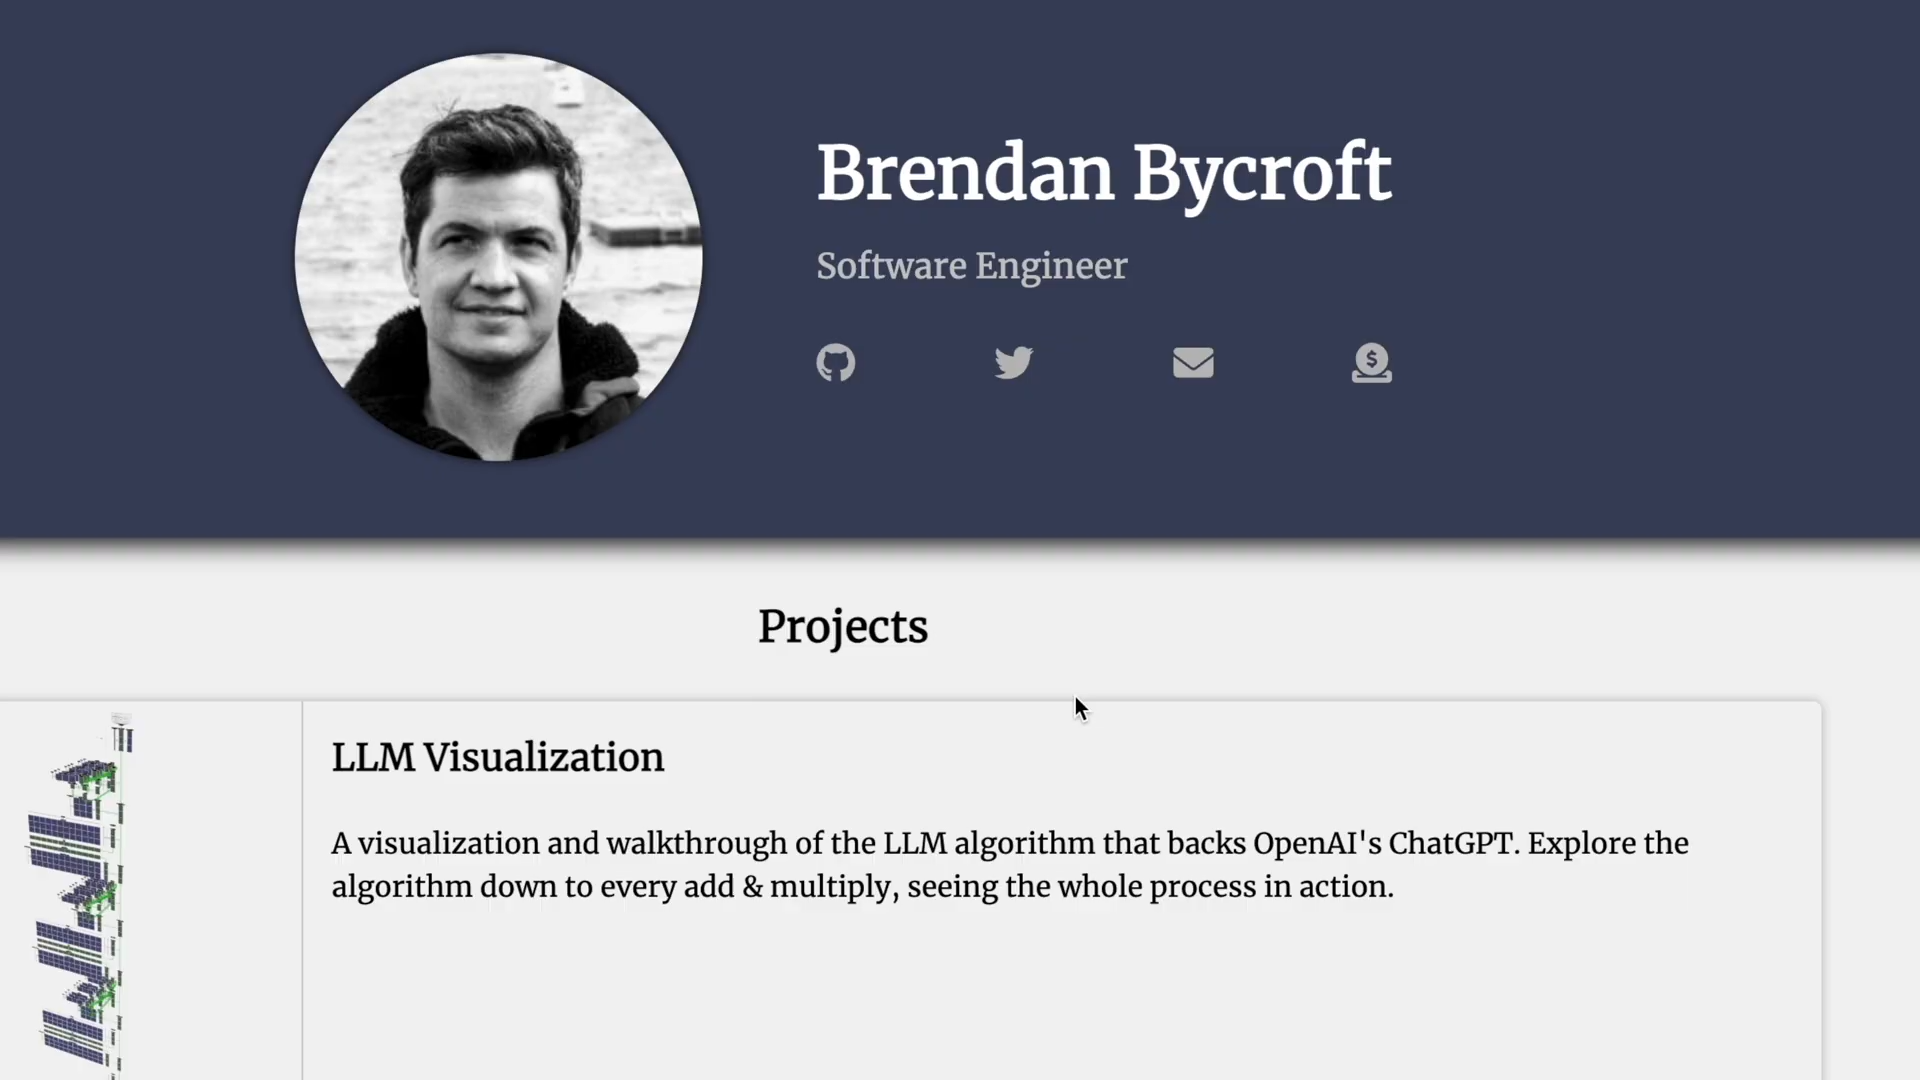 Brendan Bycroft
Software Engineer
Projects
LLM Visualization
A visualization and walkthrough of the LLM algorithm that backs OpenAI's ChatGPT. Explore the
algorithm down to every add & multiply, seeing the whole process in action.